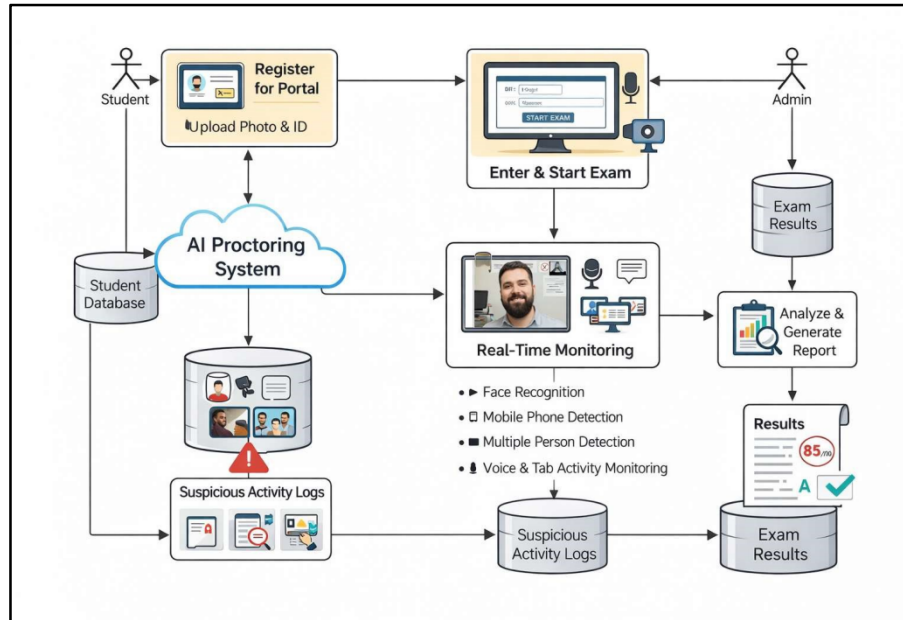 Student
Register
for Portal
Upload Photo & ID
START EXAM
Enter & Start Exam
Admin
Exam
Results
AI Proctoring
System
Student
Database
Real-Time Monitoring
Analyze &
Generate
Report
Face Recognition
Mobile Phone Detection
Multiple Person Detection
Voice & Tab Activity Monitoring
Results
85
A
Suspicious Activity Logs
Suspicious
Activity Logs
Exam
Results